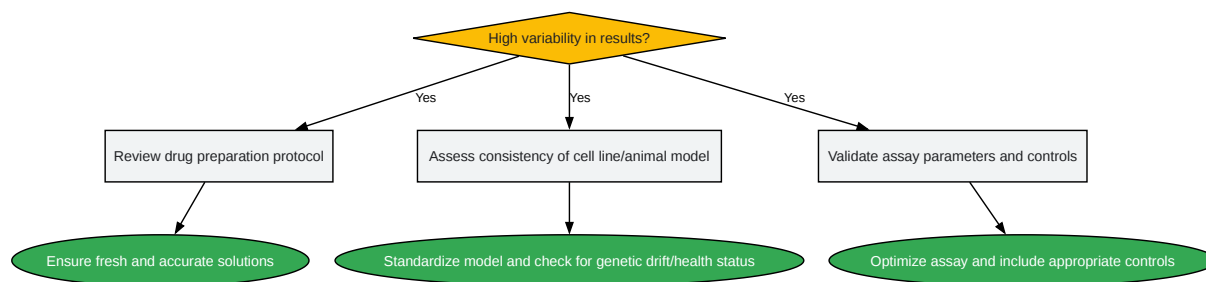 High variability in results?
Yes
Yes
Yes
Review drug preparation protocol
Assess consistency of cell line/animal model
Validate assay parameters and controls
Ensure fresh and accurate solutions
Standardize model and check for genetic drift/health status
Optimize assay and include appropriate controls